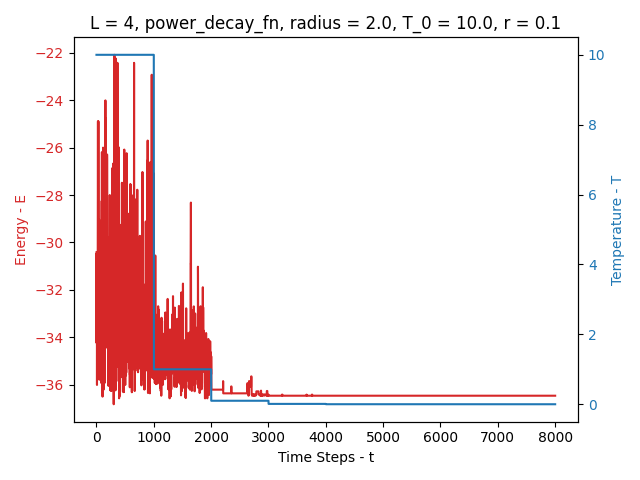 L = 4, power_decay_fn, radius = 2.0, T_0 = 10.0, r = 0.1
Energy - E
−22
−24
−26
−28
−30
−32
−34
−36
10
8
6
4
2
0
Temperature - T
0 1000 2000 3000 4000 5000 6000 7000 8000
Time Steps - t